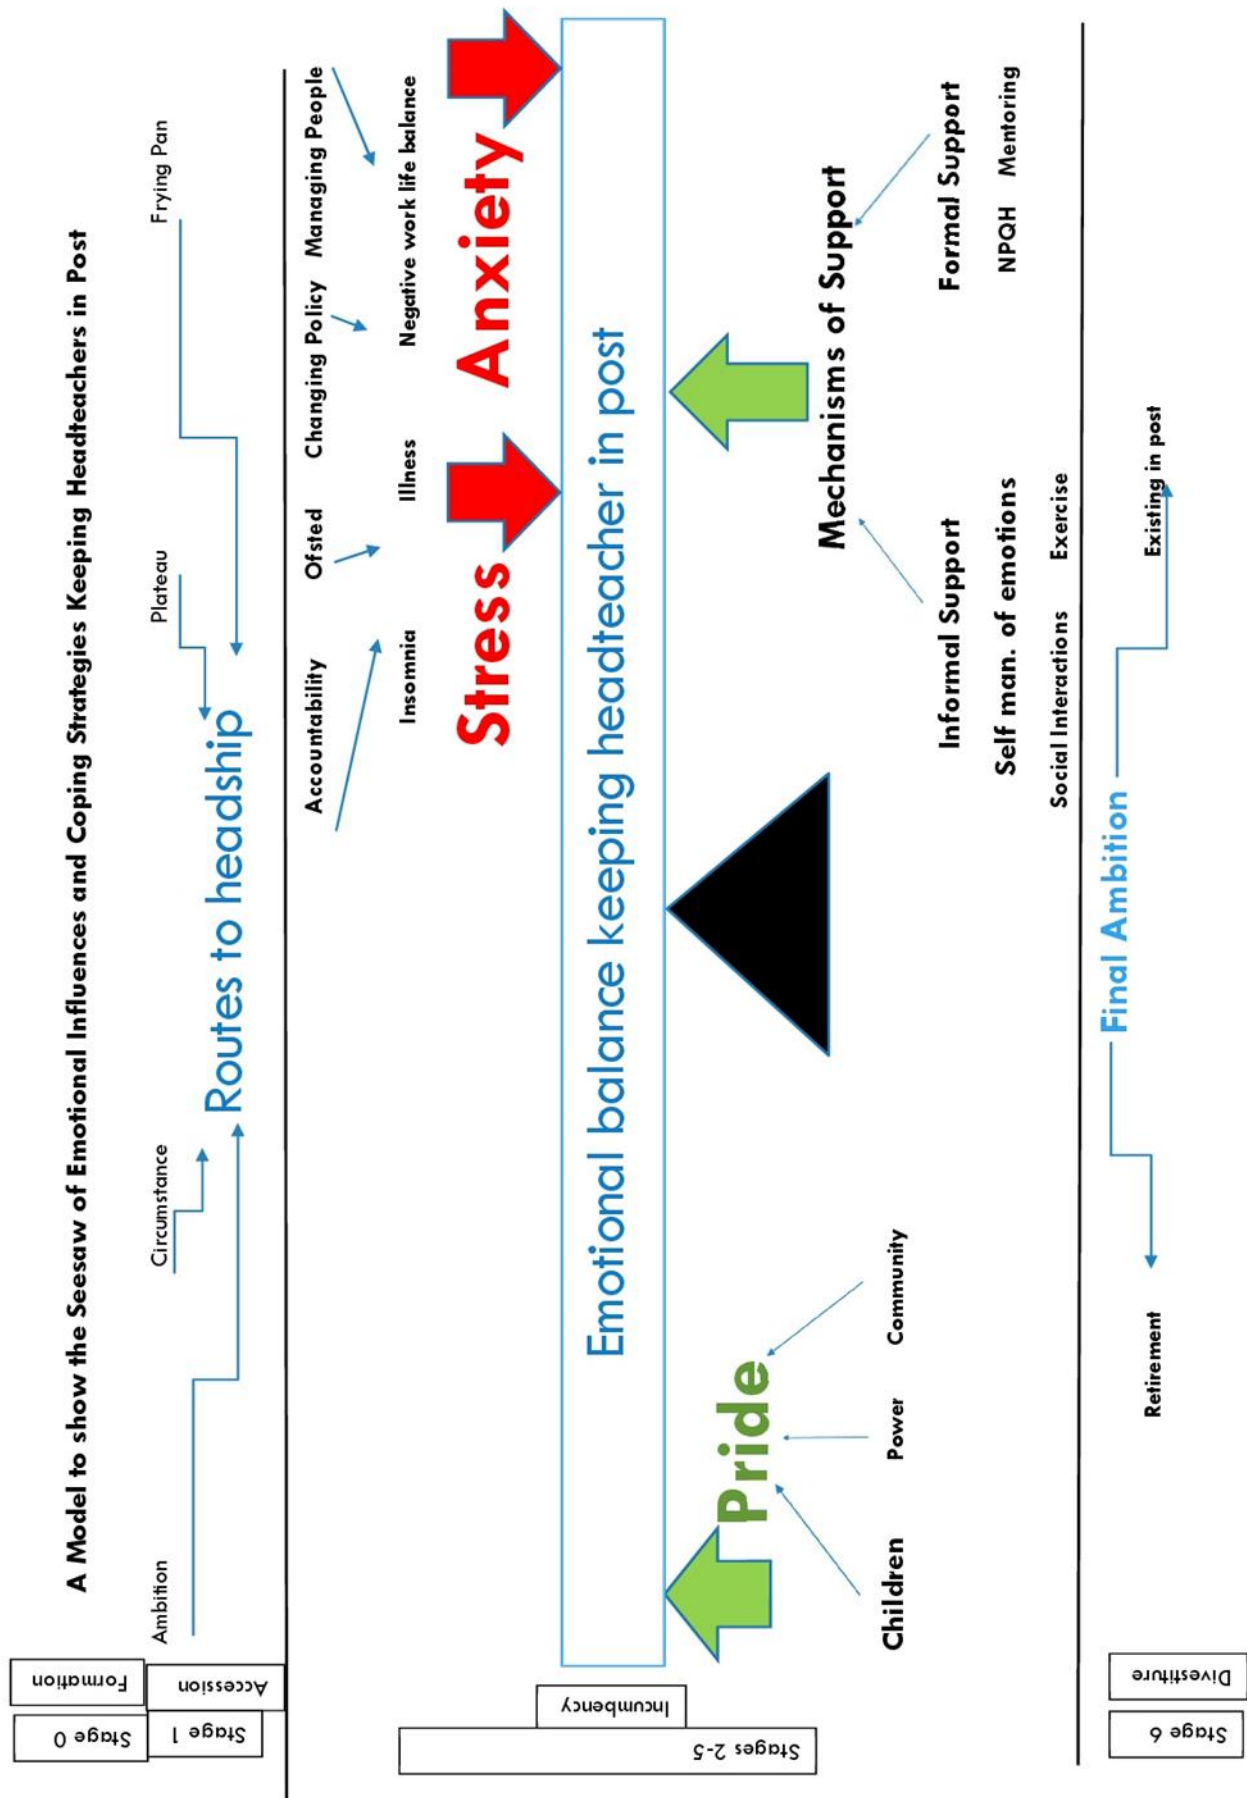 A Model to show the Seesaw of Emotional Influences and Coping Strategies Keeping Headteachers in Post
Stage 0
Formation
Stage 1
Accession
Ambition
Circumstance
Plateau
Frying Pan
Routes to headship
Accountability
Ofsted
Changing Policy
Managing People
Insomnia
Illness
Negative work life balance
Stress
Anxiety
Stages 2-5
Incumbency
Emotional balance keeping headteacher in post
Pride
Children
Power
Community
Mechanisms of Support
Informal Support
Formal Support
Self man. of emotions
NPQH
Mentoring
Social Interactions
Exercise
Stage 6
Divestiture
Final Ambition
Retirement
Existing in post